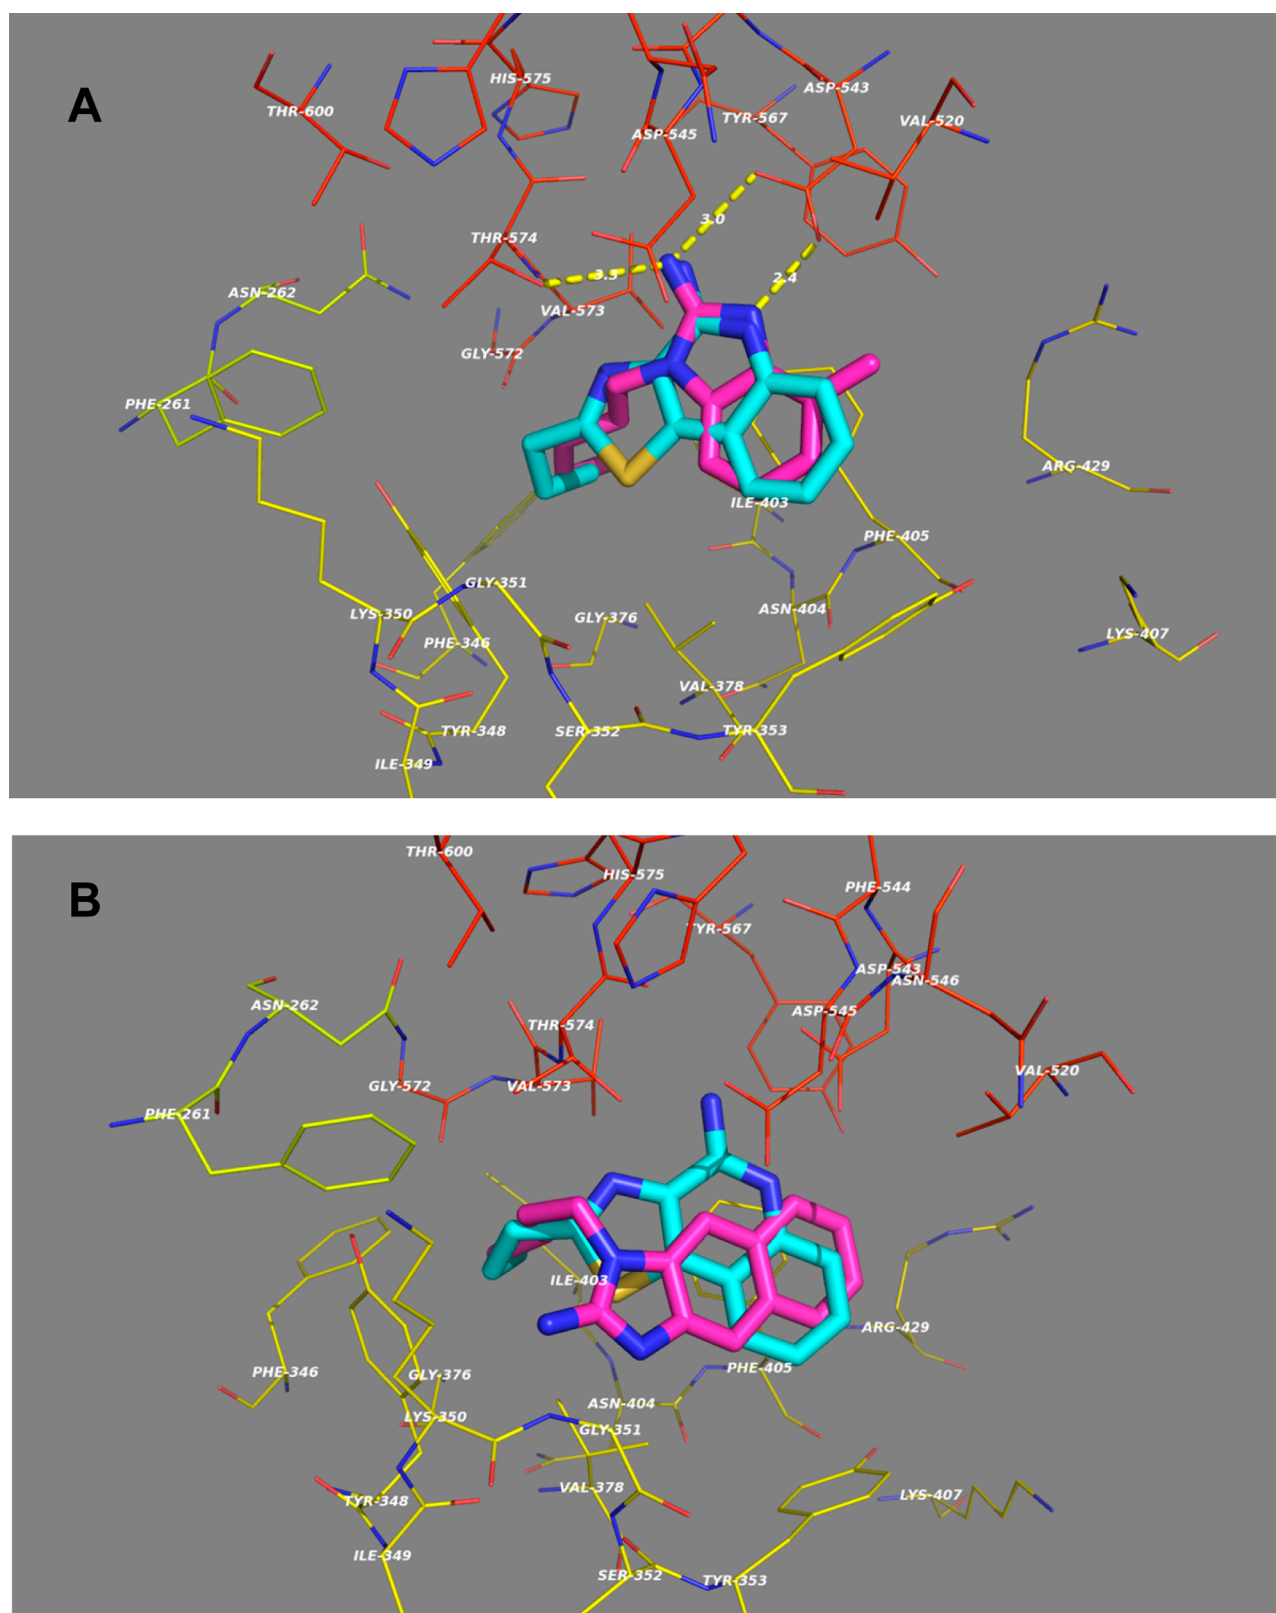 A
HIS-575
THR-600
ASP-543
TYR-567
VAL-520
ASP-545
3.0
THR-574
3.3
2.4
ASN-262
VAL-573
GLY-572
PHE-261
ARG-429
ILE-403
PHE-405
GLY-351
LYS-350
GLY-376
ASN-404
PHE-346
LYS-407
VAL-378
TYR-348
SER-352
TYR-353
ILE-349
B
THR-600
HIS-575
PHE-544
TYR-567
ASP-543
ASN-546
ASN-262
ASP-545
THR-574
VAL-520
GLY-572
VAL-573
PHE-261
ILE-403
ARG-429
PHE-405
PHE-346
GLY-376
ASN-404
LYS-350
GLY-351
VAL-378
LYS-407
TYR-348
ILE-349
SER-352
TYR-353